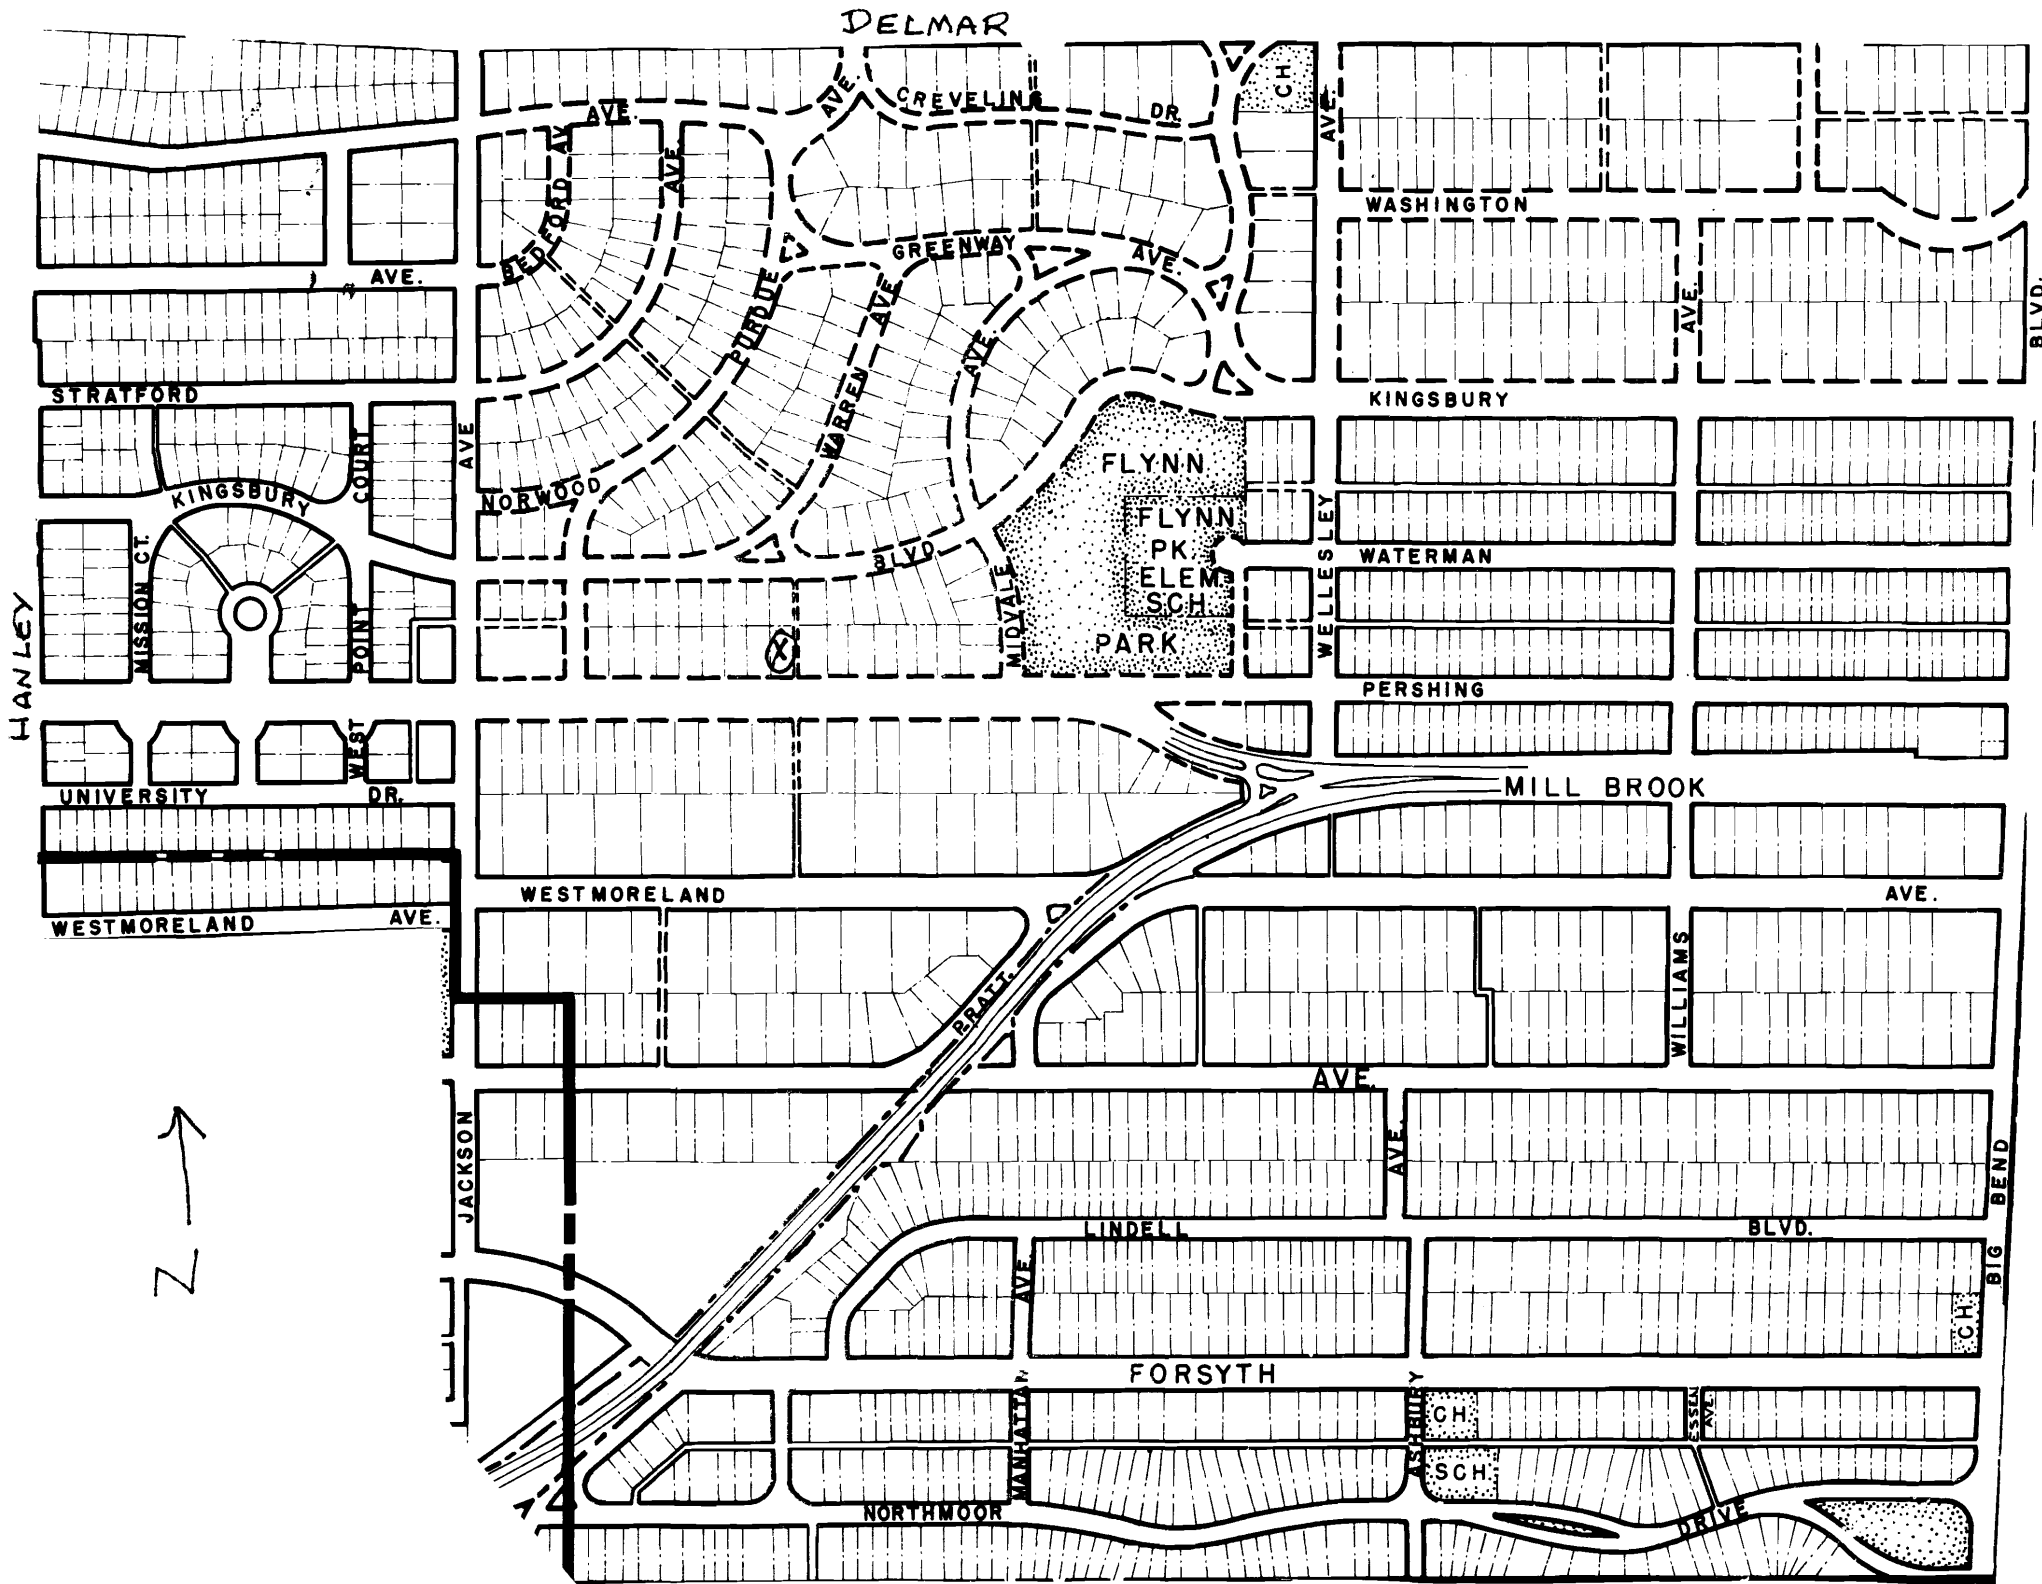 DELMAR
AVE.
CREVELING
DR.
CH
AVE.
AVE.
BEDFORD AV
AVE.
WASHINGTON
AVE.
PURDUE
GREENWAY
AVE.
AVE.
WARREN
AVE.
AVE.
BLVD.
STRATFORD
KINGSBURY
AVE
COURT
KINGSBURY
NORWOOD
FLYNN
FLYNN
PK.
ELEM.
SCH
PARK
BLVD.
MIDVALE
WELLESLEY
WATERMAN
HANLEY
MISSION CT.
POINT
X
PERSHING
WEST
UNIVERSITY
DR.
MILL BROOK
WESTMORELAND
AVE.
WESTMORELAND
AVE.
PRATT.
WILLIAMS
AVE.
N
JACKSON
AVE.
BIG BEND
LINDELL
BLVD.
AVE.
CH
FORSYTH
MANHATTAN
ASHBURY
CH
ESSEX
AVE.
SCH
NORTHMOOR
DRIVE